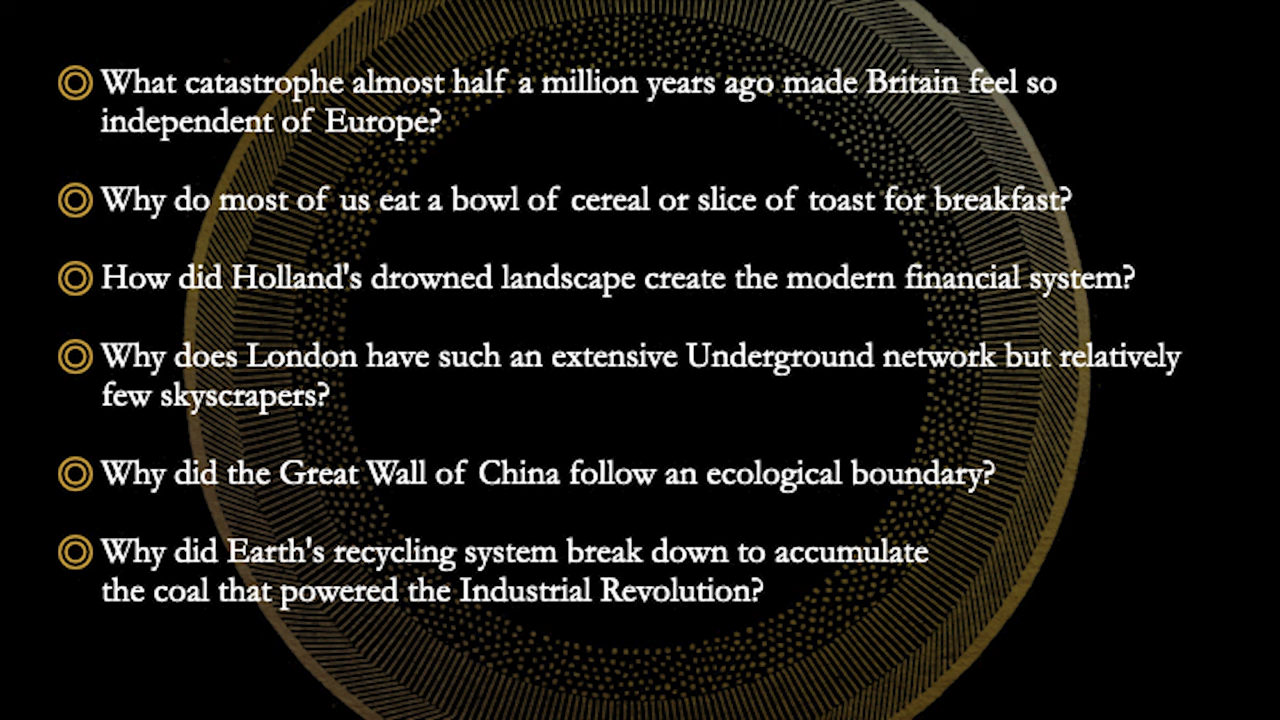 What catastrophe almost half a million years ago made Britain feel so
independent of Europe?
Why do most of us eat a bowl of cereal or slice of toast for breakfast?
How did Holland's drowned landscape create the modern financial system?
Why does London have such an extensive Underground network but relatively
few skyscrapers?
Why did the Great Wall of China follow an ecological boundary?
Why did Earth's recycling system break down to accumulate
the coal that powered the Industrial Revolution?